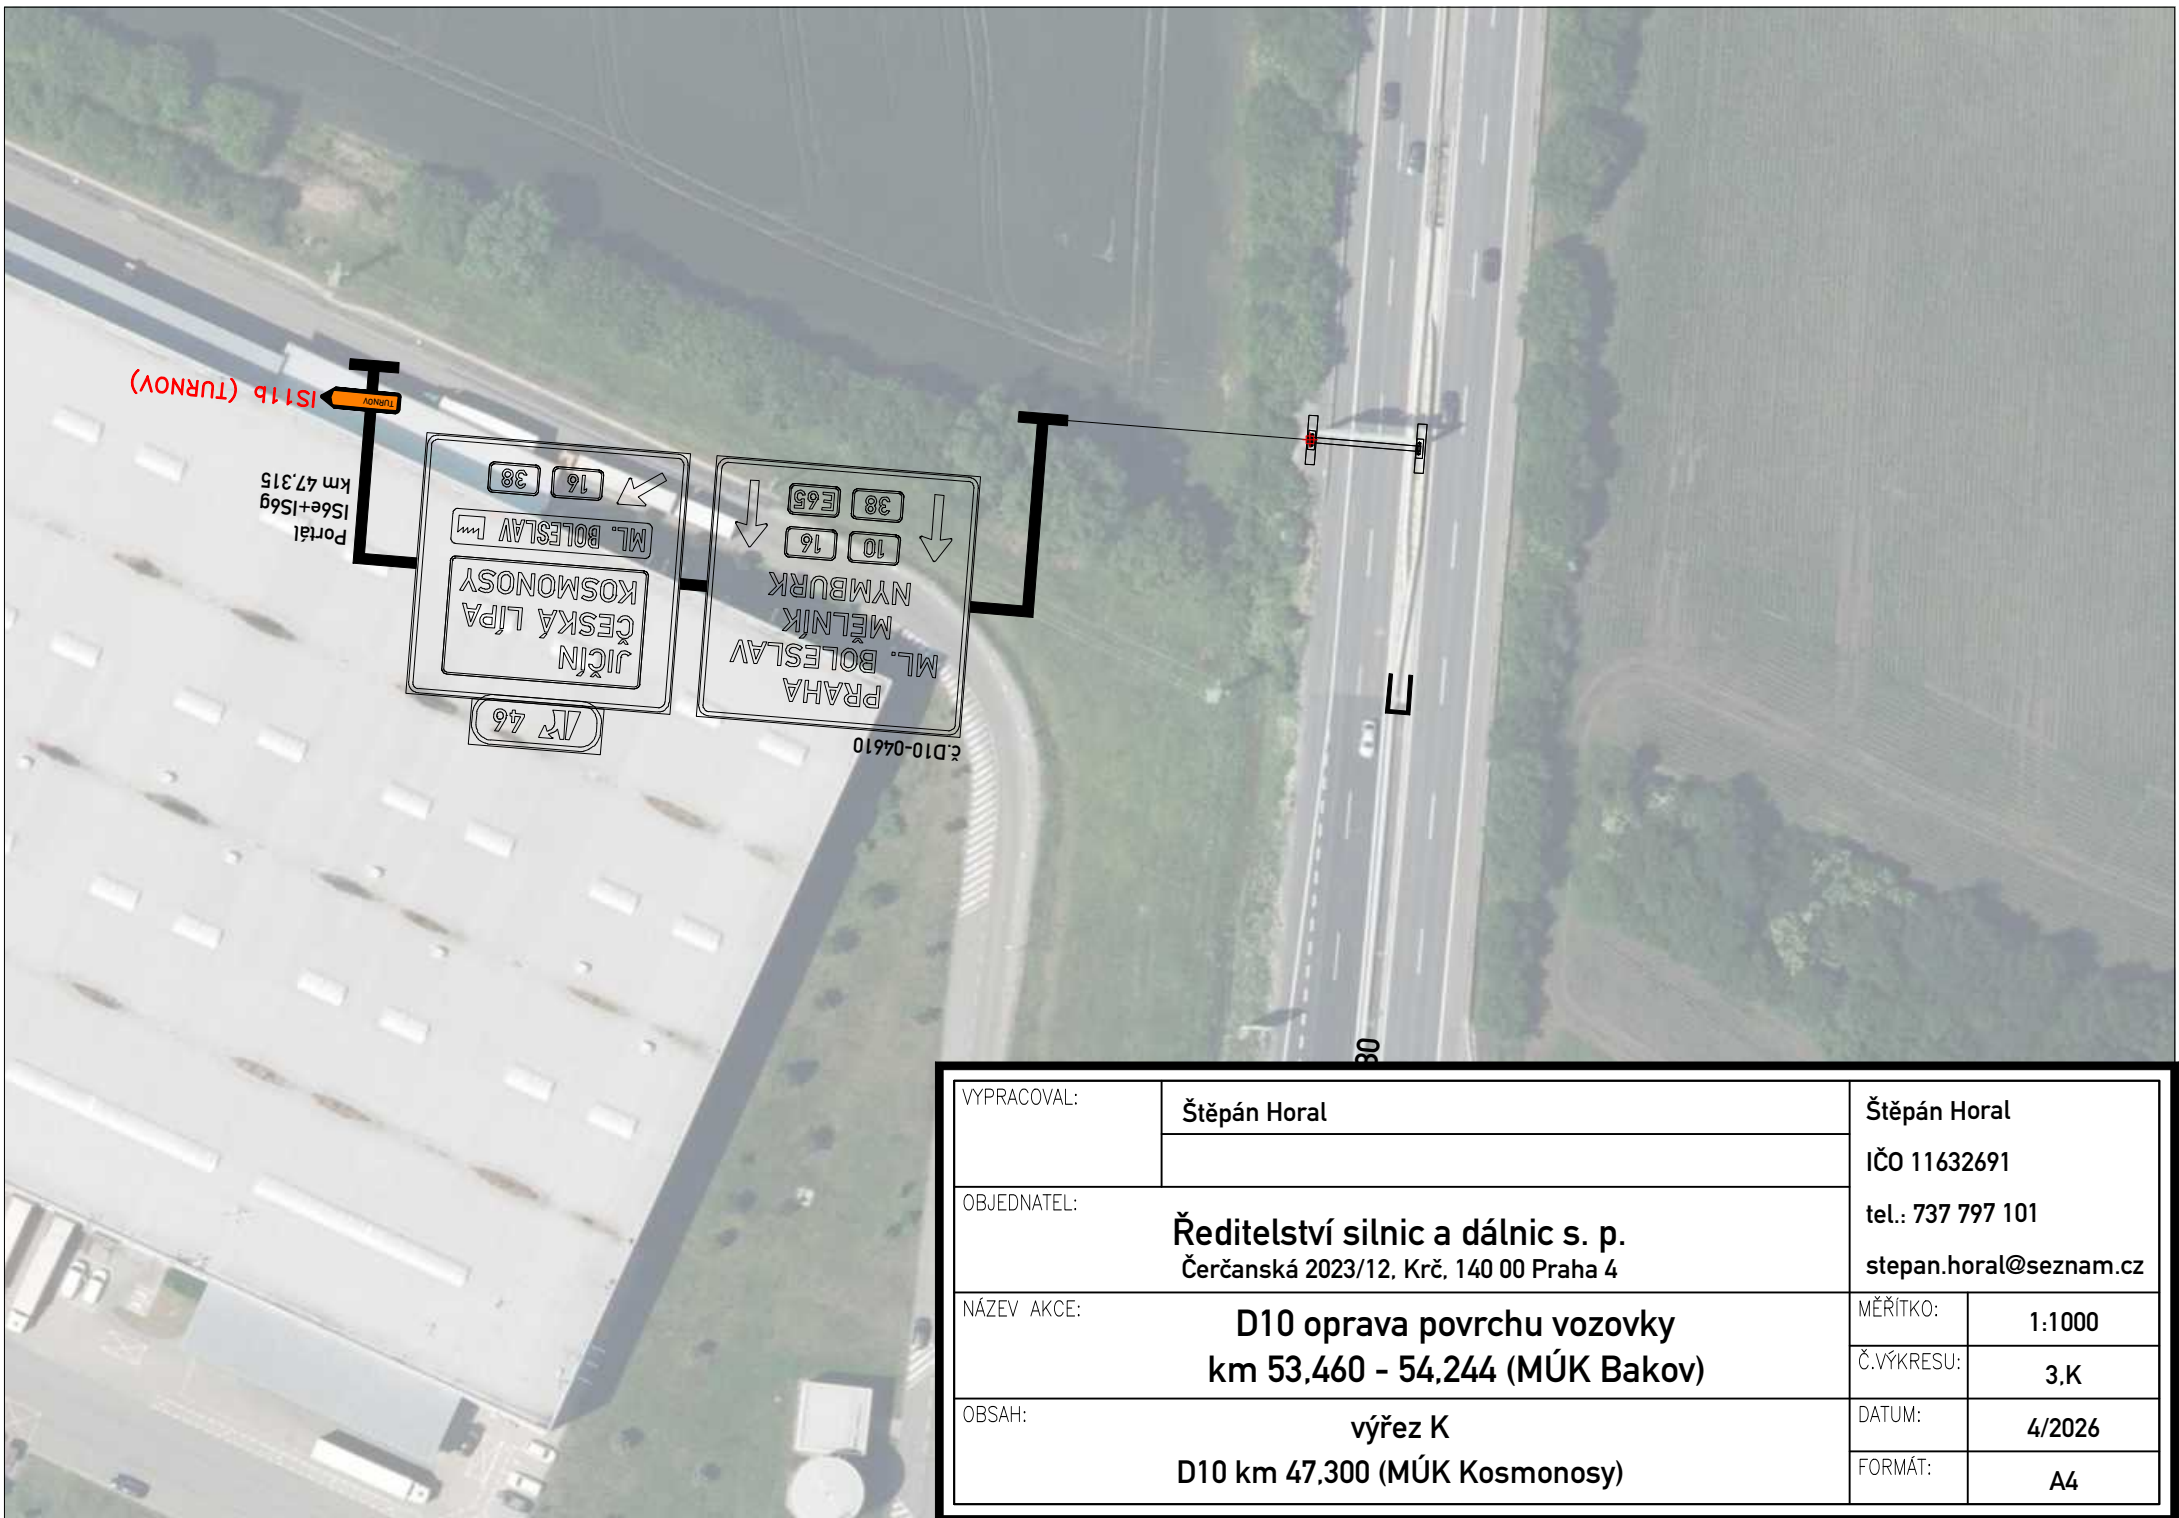 IS11b (TURNOV)
TURNOV
Portál
IS6e+IS6g
km 47,315
č.D10-04610
46
JIČÍN
ČESKÁ LÍPA
KOSMONOSY
ML. BOLESLAV
16 38
PRAHA
ML. BOLESLAV
MĚLNÍK
NYMBURK
10 16
38 E65
80
VYPRACOVAL:
Štěpán Horal
Štěpán Horal
IČO 11632691
tel.: 737 797 101
stepan.horal@seznam.cz
OBJEDNATEL:
Ředitelství silnic a dálnic s. p.
Čerčanská 2023/12, Krč, 140 00 Praha 4
NÁZEV AKCE:
D10 oprava povrchu vozovky
km 53,460 - 54,244 (MÚK Bakov)
MĚŘÍTKO:
1:1000
Č.VÝKRESU:
3,K
OBSAH:
výřez K
D10 km 47,300 (MÚK Kosmonosy)
DATUM:
4/2026
FORMÁT:
A4